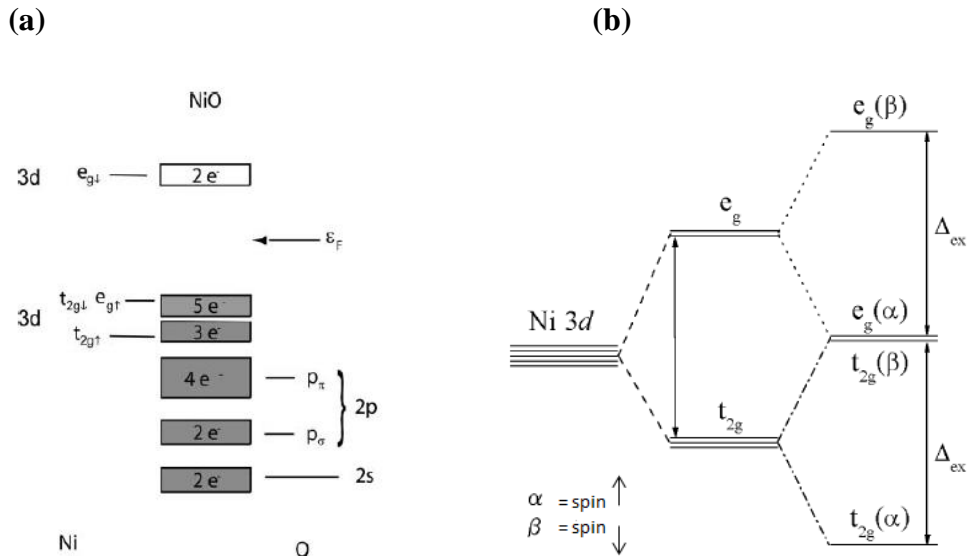 (a)
(b)
NiO
3d
e_g↓
2 e⁻
ε_F
t_2g↓ e_g↑
5 e⁻
3d
t_2g↑
3 e⁻
4 e⁻
p_π
2p
2 e⁻
p_σ
2 e⁻
2s
Ni
O
e_g(β)
e_g
Δ_ex
Ni 3d
e_g(α)
t_2g(β)
t_2g
Δ_ex
α = spin ↑
β = spin ↓
t_2g(α)